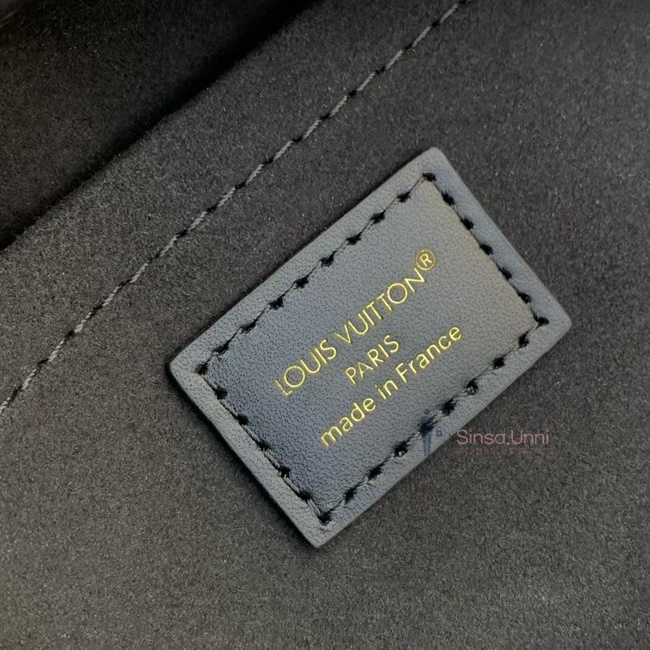 LOUIS VUITTON®
PARIS
made in France
Sinsa,Unni